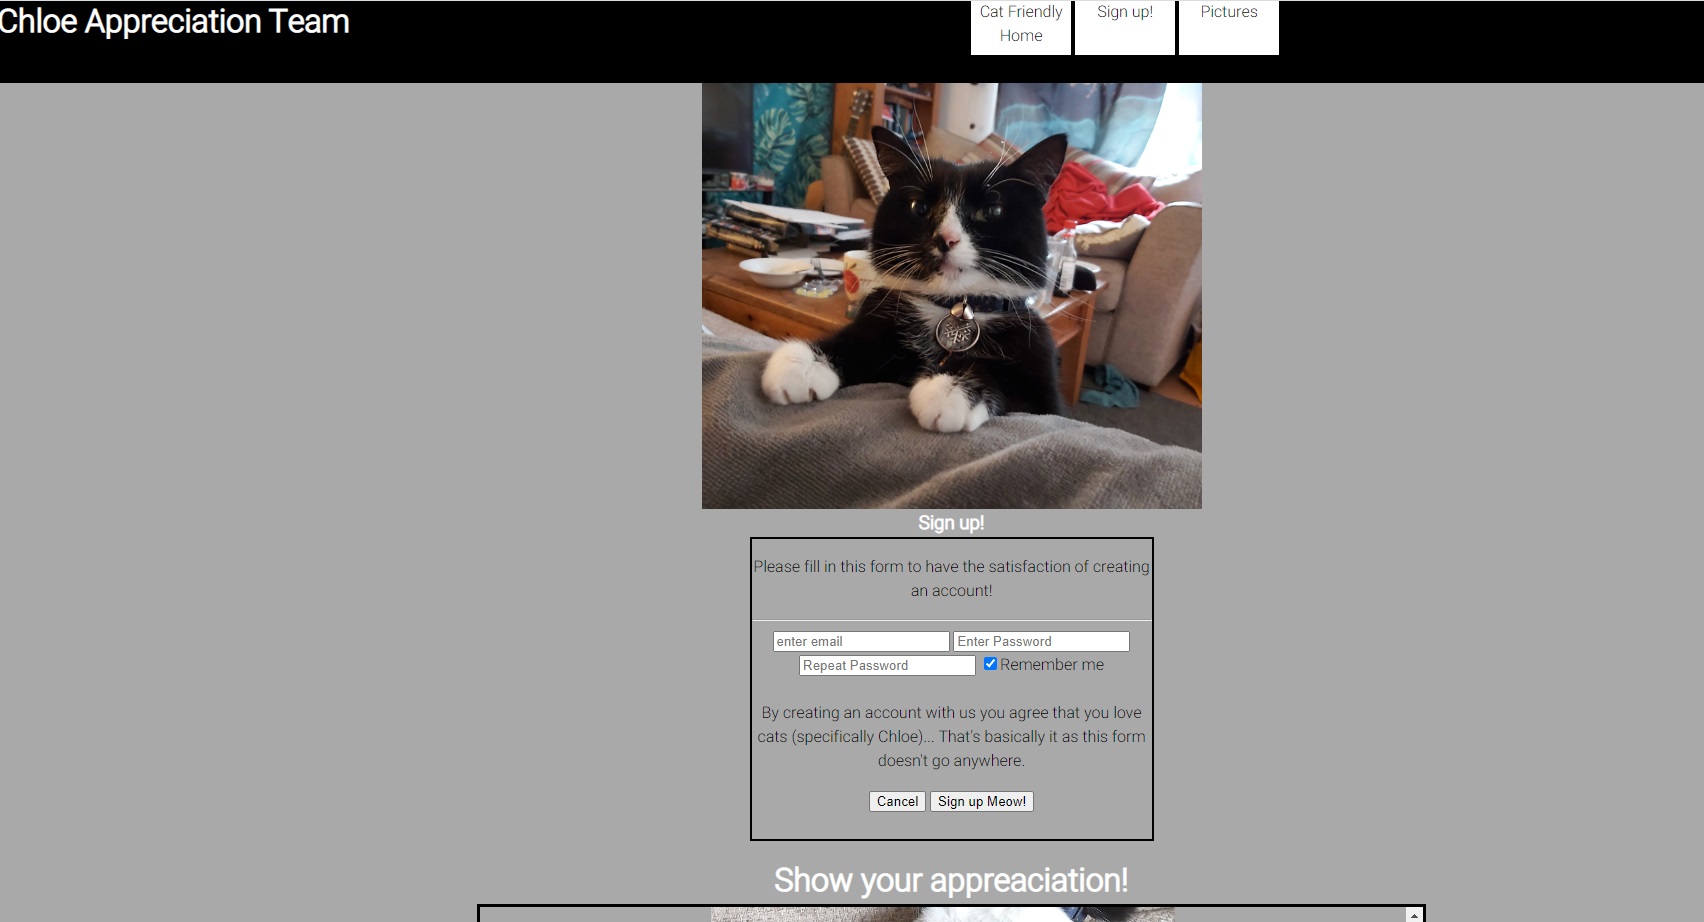 Chloe Appreciation Team
Cat Friendly
Home
Sign up!
Pictures
Sign up!
Please fill in this form to have the satisfaction of creating
an account!
enter email
Enter Password
Repeat Password
Remember me
By creating an account with us you agree that you love
cats (specifically Chloe)... That's basically it as this form
doesn't go anywhere.
Cancel
Sign up Meow!
Show your appreaciation!